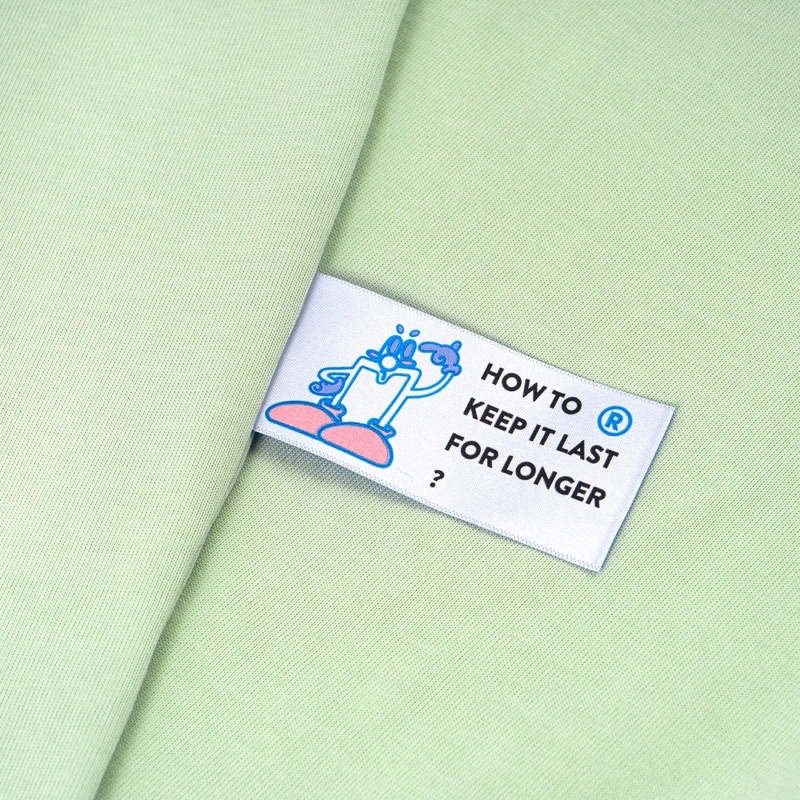 HOW TO
KEEP IT LAST
FOR LONGER
?
®